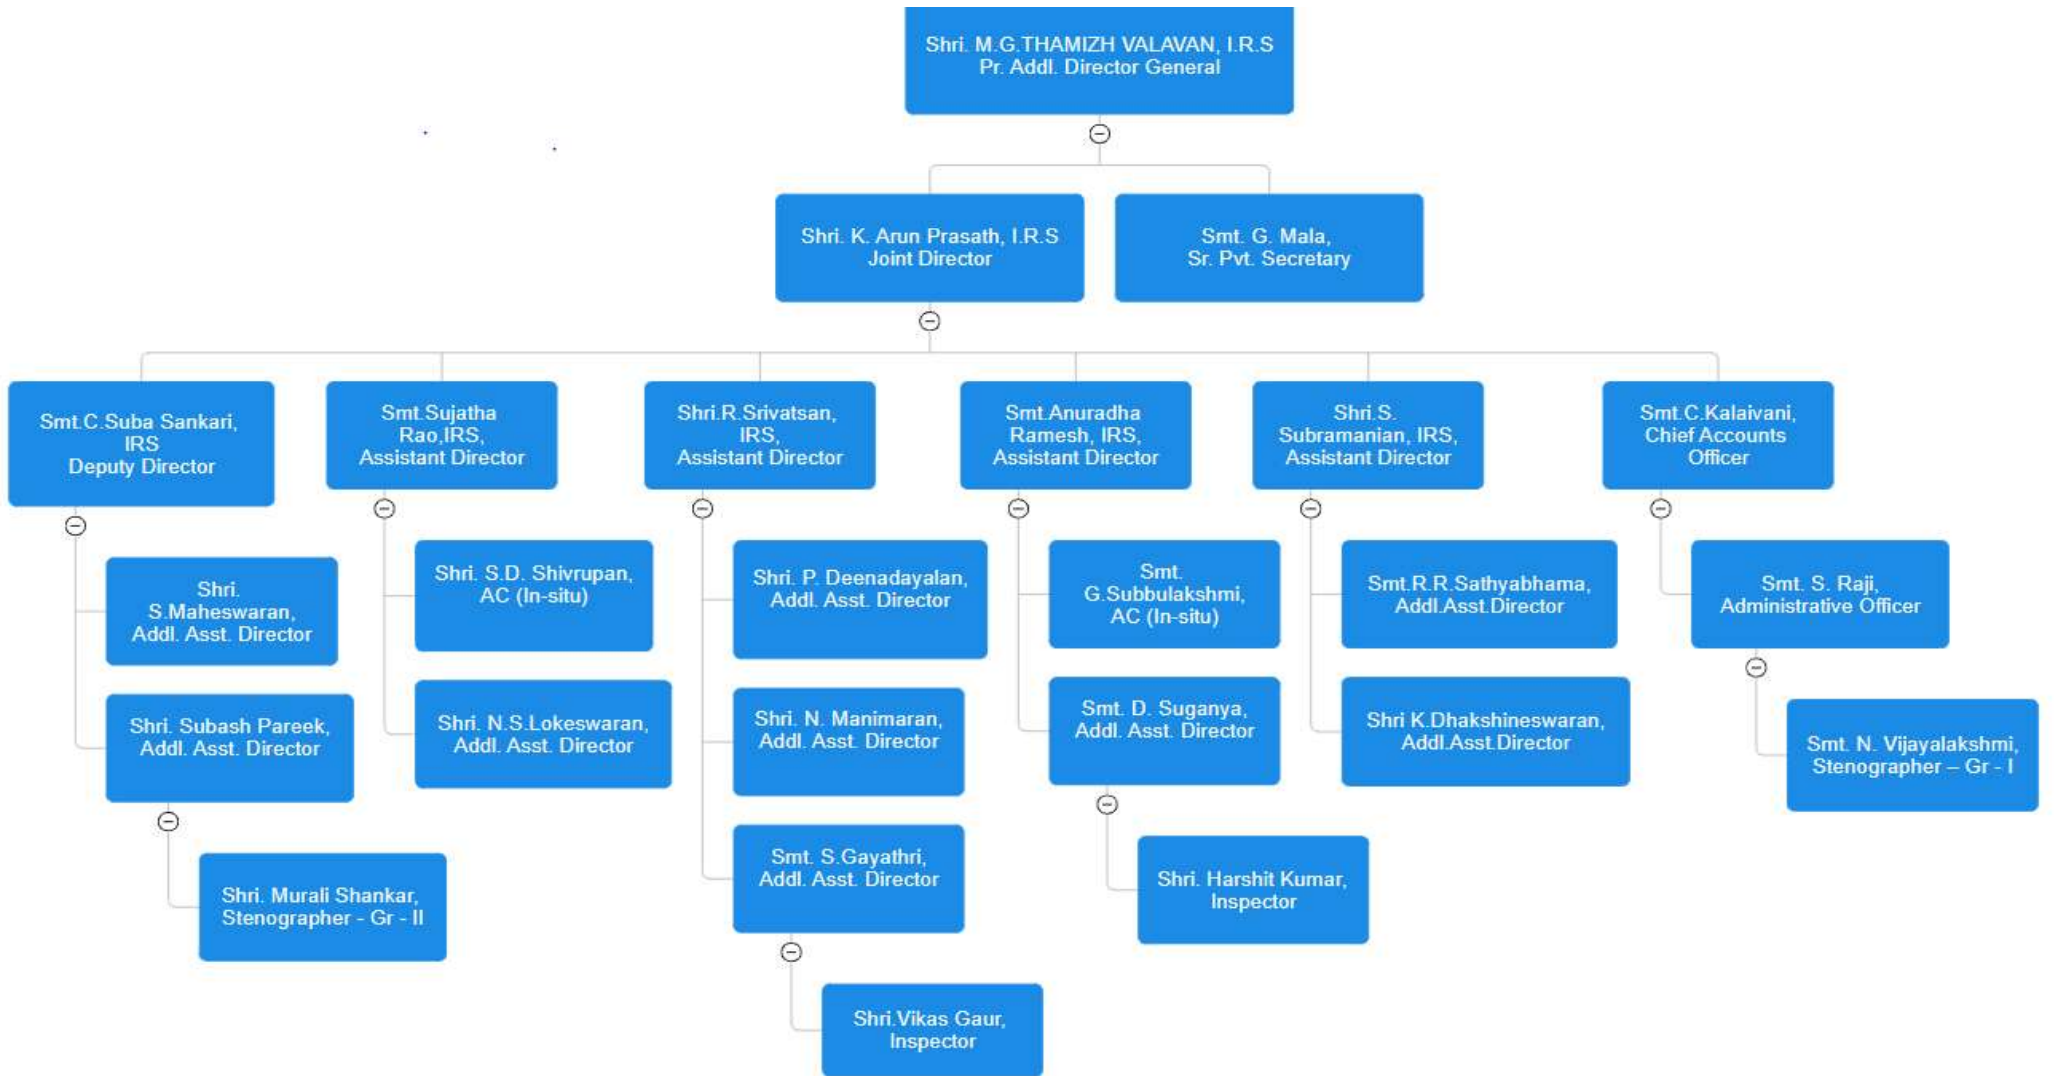 Shri. M.G.THAMIZH VALAVAN, I.R.S
Pr. Addl. Director General
Shri. K. Arun Prasath, I.R.S
Joint Director
Smt. G. Mala,
Sr. Pvt. Secretary
Smt.C.Suba Sankari,
IRS
Deputy Director
Smt.Sujatha
Rao,IRS,
Assistant Director
Shri.R.Srivatsan,
IRS,
Assistant Director
Smt.Anuradha
Ramesh, IRS,
Assistant Director
Shri.S.
Subramanian, IRS,
Assistant Director
Smt.C.Kalaivani,
Chief Accounts
Officer
Shri.
S.Maheswaran,
Addl. Asst. Director
Shri. S.D. Shivrupan,
AC (In-situ)
Shri. P. Deenadayalan,
Addl. Asst. Director
Smt.
G.Subbulakshmi,
AC (In-situ)
Smt.R.R.Sathyabhama,
Addl.Asst.Director
Smt. S. Raji,
Administrative Officer
Shri. Subash Pareek,
Addl. Asst. Director
Shri. N.S.Lokeswaran,
Addl. Asst. Director
Shri. N. Manimaran,
Addl. Asst. Director
Smt. D. Suganya,
Addl. Asst. Director
Shri K.Dhakshineswaran,
Addl.Asst.Director
Smt. N. Vijayalakshmi,
Stenographer – Gr - I
Shri. Murali Shankar,
Stenographer - Gr - II
Smt. S.Gayathri,
Addl. Asst. Director
Shri. Harshit Kumar,
Inspector
Shri.Vikas Gaur,
Inspector